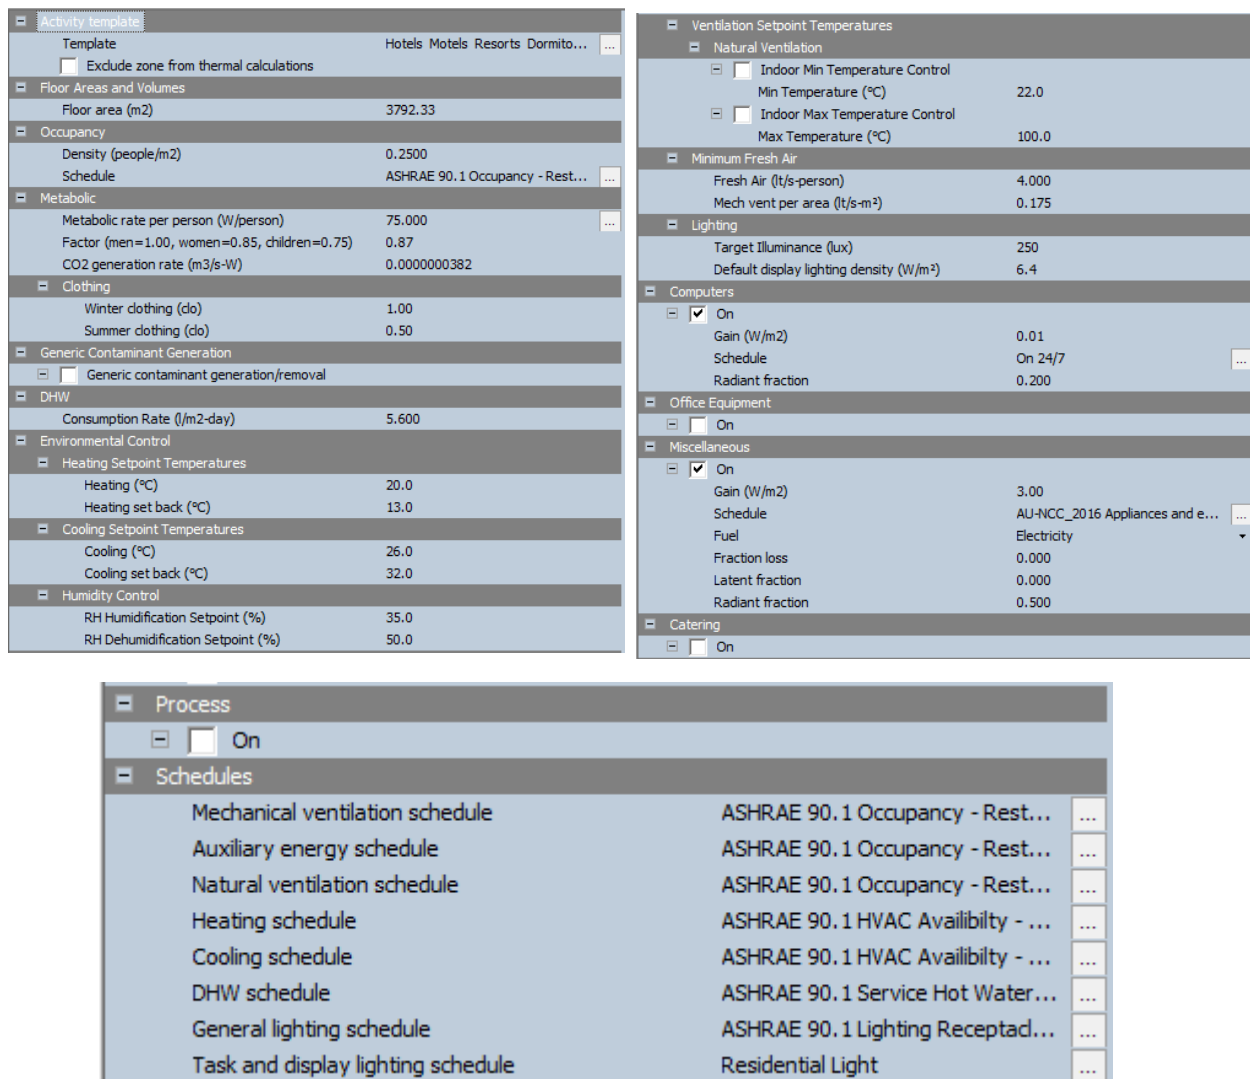 Activity template
Template Hotels Motels Resorts Dormito... ...
Exclude zone from thermal calculations
Floor Areas and Volumes
Floor area (m2) 3792.33
Occupancy
Density (people/m2) 0.2500
Schedule ASHRAE 90.1 Occupancy - Rest... ...
Metabolic
Metabolic rate per person (W/person) 75.000 ...
Factor (men=1.00, women=0.85, children=0.75) 0.87
CO2 generation rate (m3/s-W) 0.0000000382
Clothing
Winter clothing (clo) 1.00
Summer clothing (clo) 0.50
Generic Contaminant Generation
Generic contaminant generation/removal
DHW
Consumption Rate (l/m2-day) 5.600
Environmental Control
Heating Setpoint Temperatures
Heating (°C) 20.0
Heating set back (°C) 13.0
Cooling Setpoint Temperatures
Cooling (°C) 26.0
Cooling set back (°C) 32.0
Humidity Control
RH Humidification Setpoint (%) 35.0
RH Dehumidification Setpoint (%) 50.0
Ventilation Setpoint Temperatures
Natural Ventilation
Indoor Min Temperature Control
Min Temperature (°C) 22.0
Indoor Max Temperature Control
Max Temperature (°C) 100.0
Minimum Fresh Air
Fresh Air (lt/s-person) 4.000
Mech vent per area (lt/s-m²) 0.175
Lighting
Target Illuminance (lux) 250
Default display lighting density (W/m²) 6.4
Computers
On
Gain (W/m2) 0.01
Schedule On 24/7 ...
Radiant fraction 0.200
Office Equipment
On
Miscellaneous
On
Gain (W/m2) 3.00
Schedule AU-NCC_2016 Appliances and e... ...
Fuel Electricity
Fraction loss 0.000
Latent fraction 0.000
Radiant fraction 0.500
Catering
On
Process
On
Schedules
Mechanical ventilation schedule ASHRAE 90.1 Occupancy - Rest... ...
Auxiliary energy schedule ASHRAE 90.1 Occupancy - Rest... ...
Natural ventilation schedule ASHRAE 90.1 Occupancy - Rest... ...
Heating schedule ASHRAE 90.1 HVAC Availibilty - ... ...
Cooling schedule ASHRAE 90.1 HVAC Availibilty - ... ...
DHW schedule ASHRAE 90.1 Service Hot Water... ...
General lighting schedule ASHRAE 90.1 Lighting Receptacl... ...
Task and display lighting schedule Residential Light ...